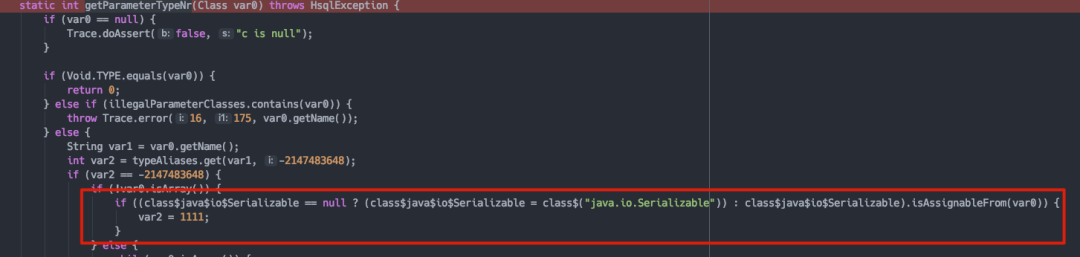 static int getParameterTypeNr(Class var0) throws HsqlException {
if (var0 == null) {
Trace.doAssert( b: false, s: "c is null");
}
if (Void.TYPE.equals(var0)) {
return 0;
} else if (illegalParameterClasses.contains(var0)) {
throw Trace.error( i: 16, i1: 175, var0.getName());
} else {
String var1 = var0.getName();
int var2 = typeAliases.get(var1, i: -2147483648);
if (var2 == -2147483648) {
if (!var0.isArray()) {
if ((class$java$io$Serializable == null ? (class$java$io$Serializable = class$("java.io.Serializable")) : class$java$io$Serializable).isAssignableFrom(var0)) {
var2 = 1111;
}
} else {